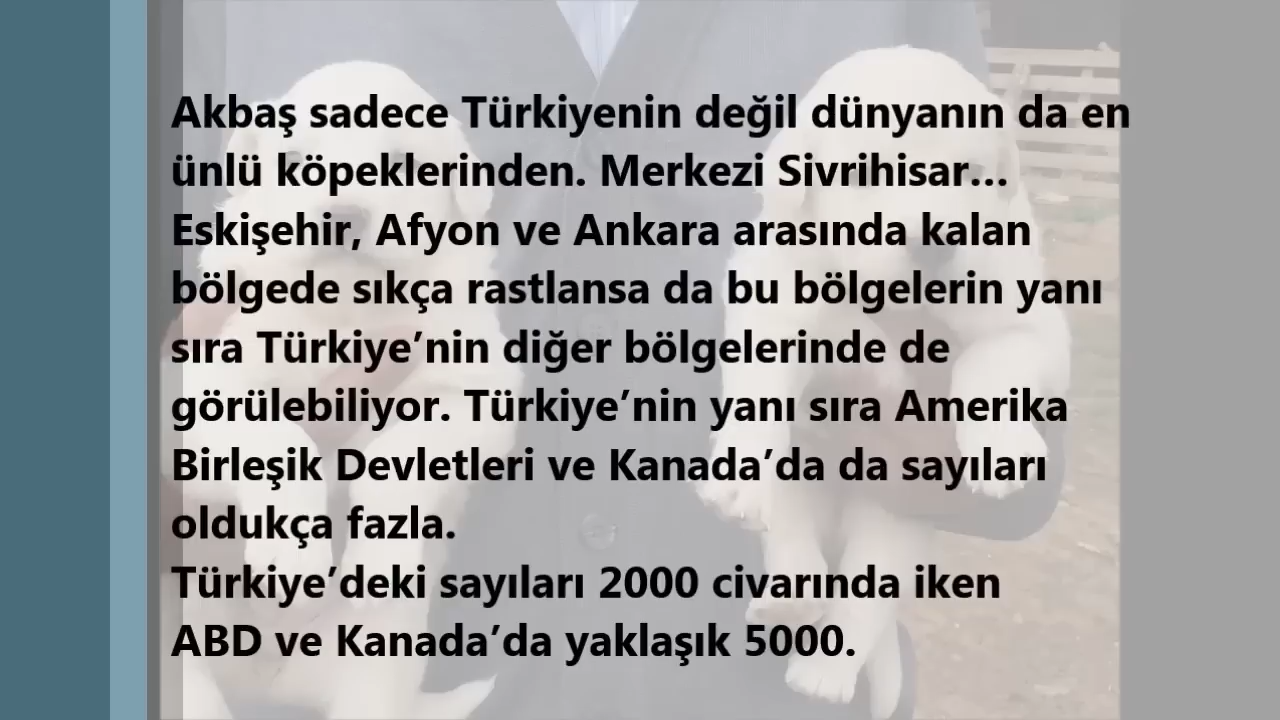 Akbaş sadece Türkiyenin değil dünyanın da en
ünlü köpeklerinden. Merkezi Sivrihisar...
Eskişehir, Afyon ve Ankara arasında kalan
bölgede sıkça rastlansa da bu bölgelerin yanı
sıra Türkiye’nin diğer bölgelerinde de
görülebiliyor. Türkiye’nin yanı sıra Amerika
Birleşik Devletleri ve Kanada’da da sayıları
oldukça fazla.
Türkiye’deki sayıları 2000 civarında iken
ABD ve Kanada’da yaklaşık 5000.